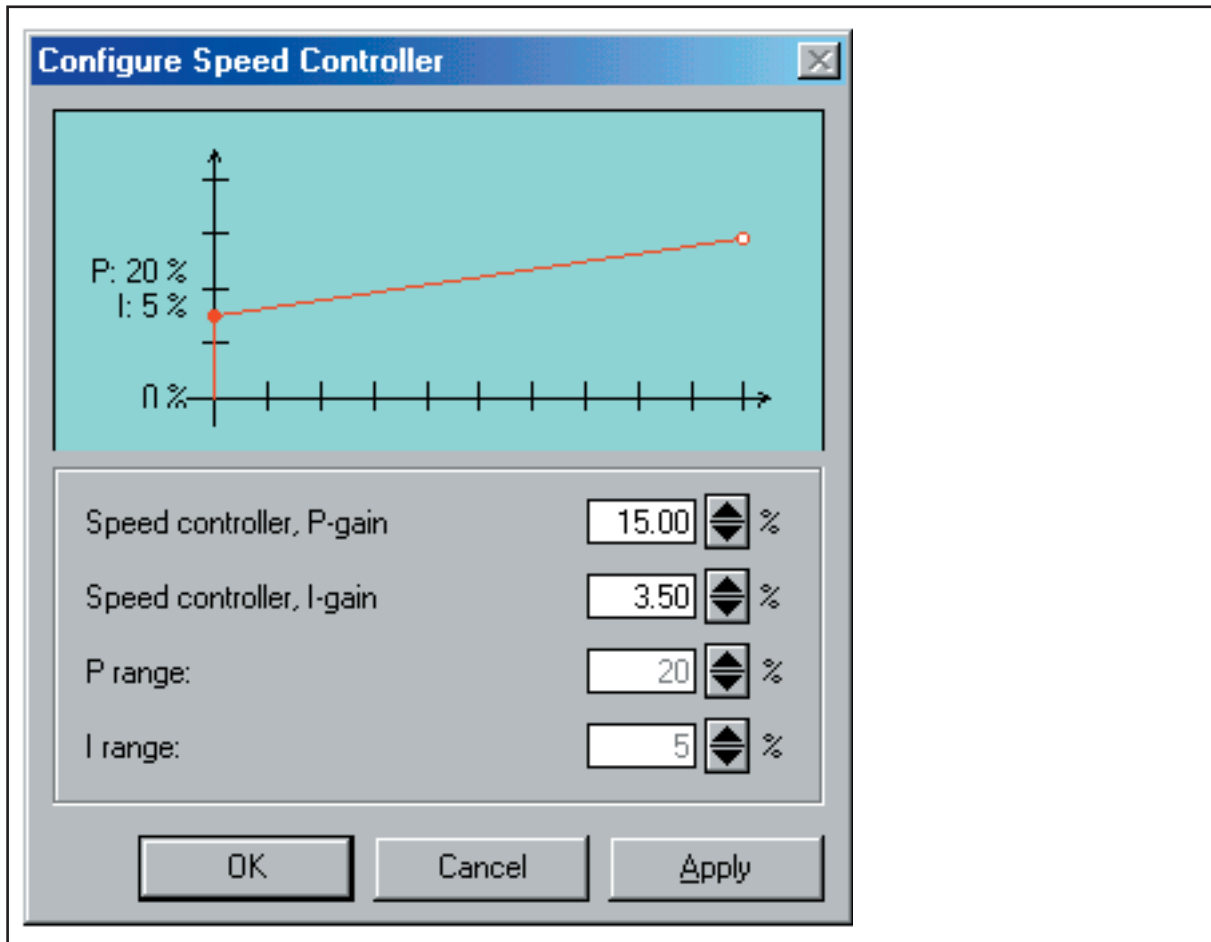 Configure Speed Controller
P: 20 %
I: 5 %
0 %
Speed controller, P-gain 15.00 %
Speed controller, I-gain 3.50 %
P range: 20 %
I range: 5 %
OK Cancel Apply